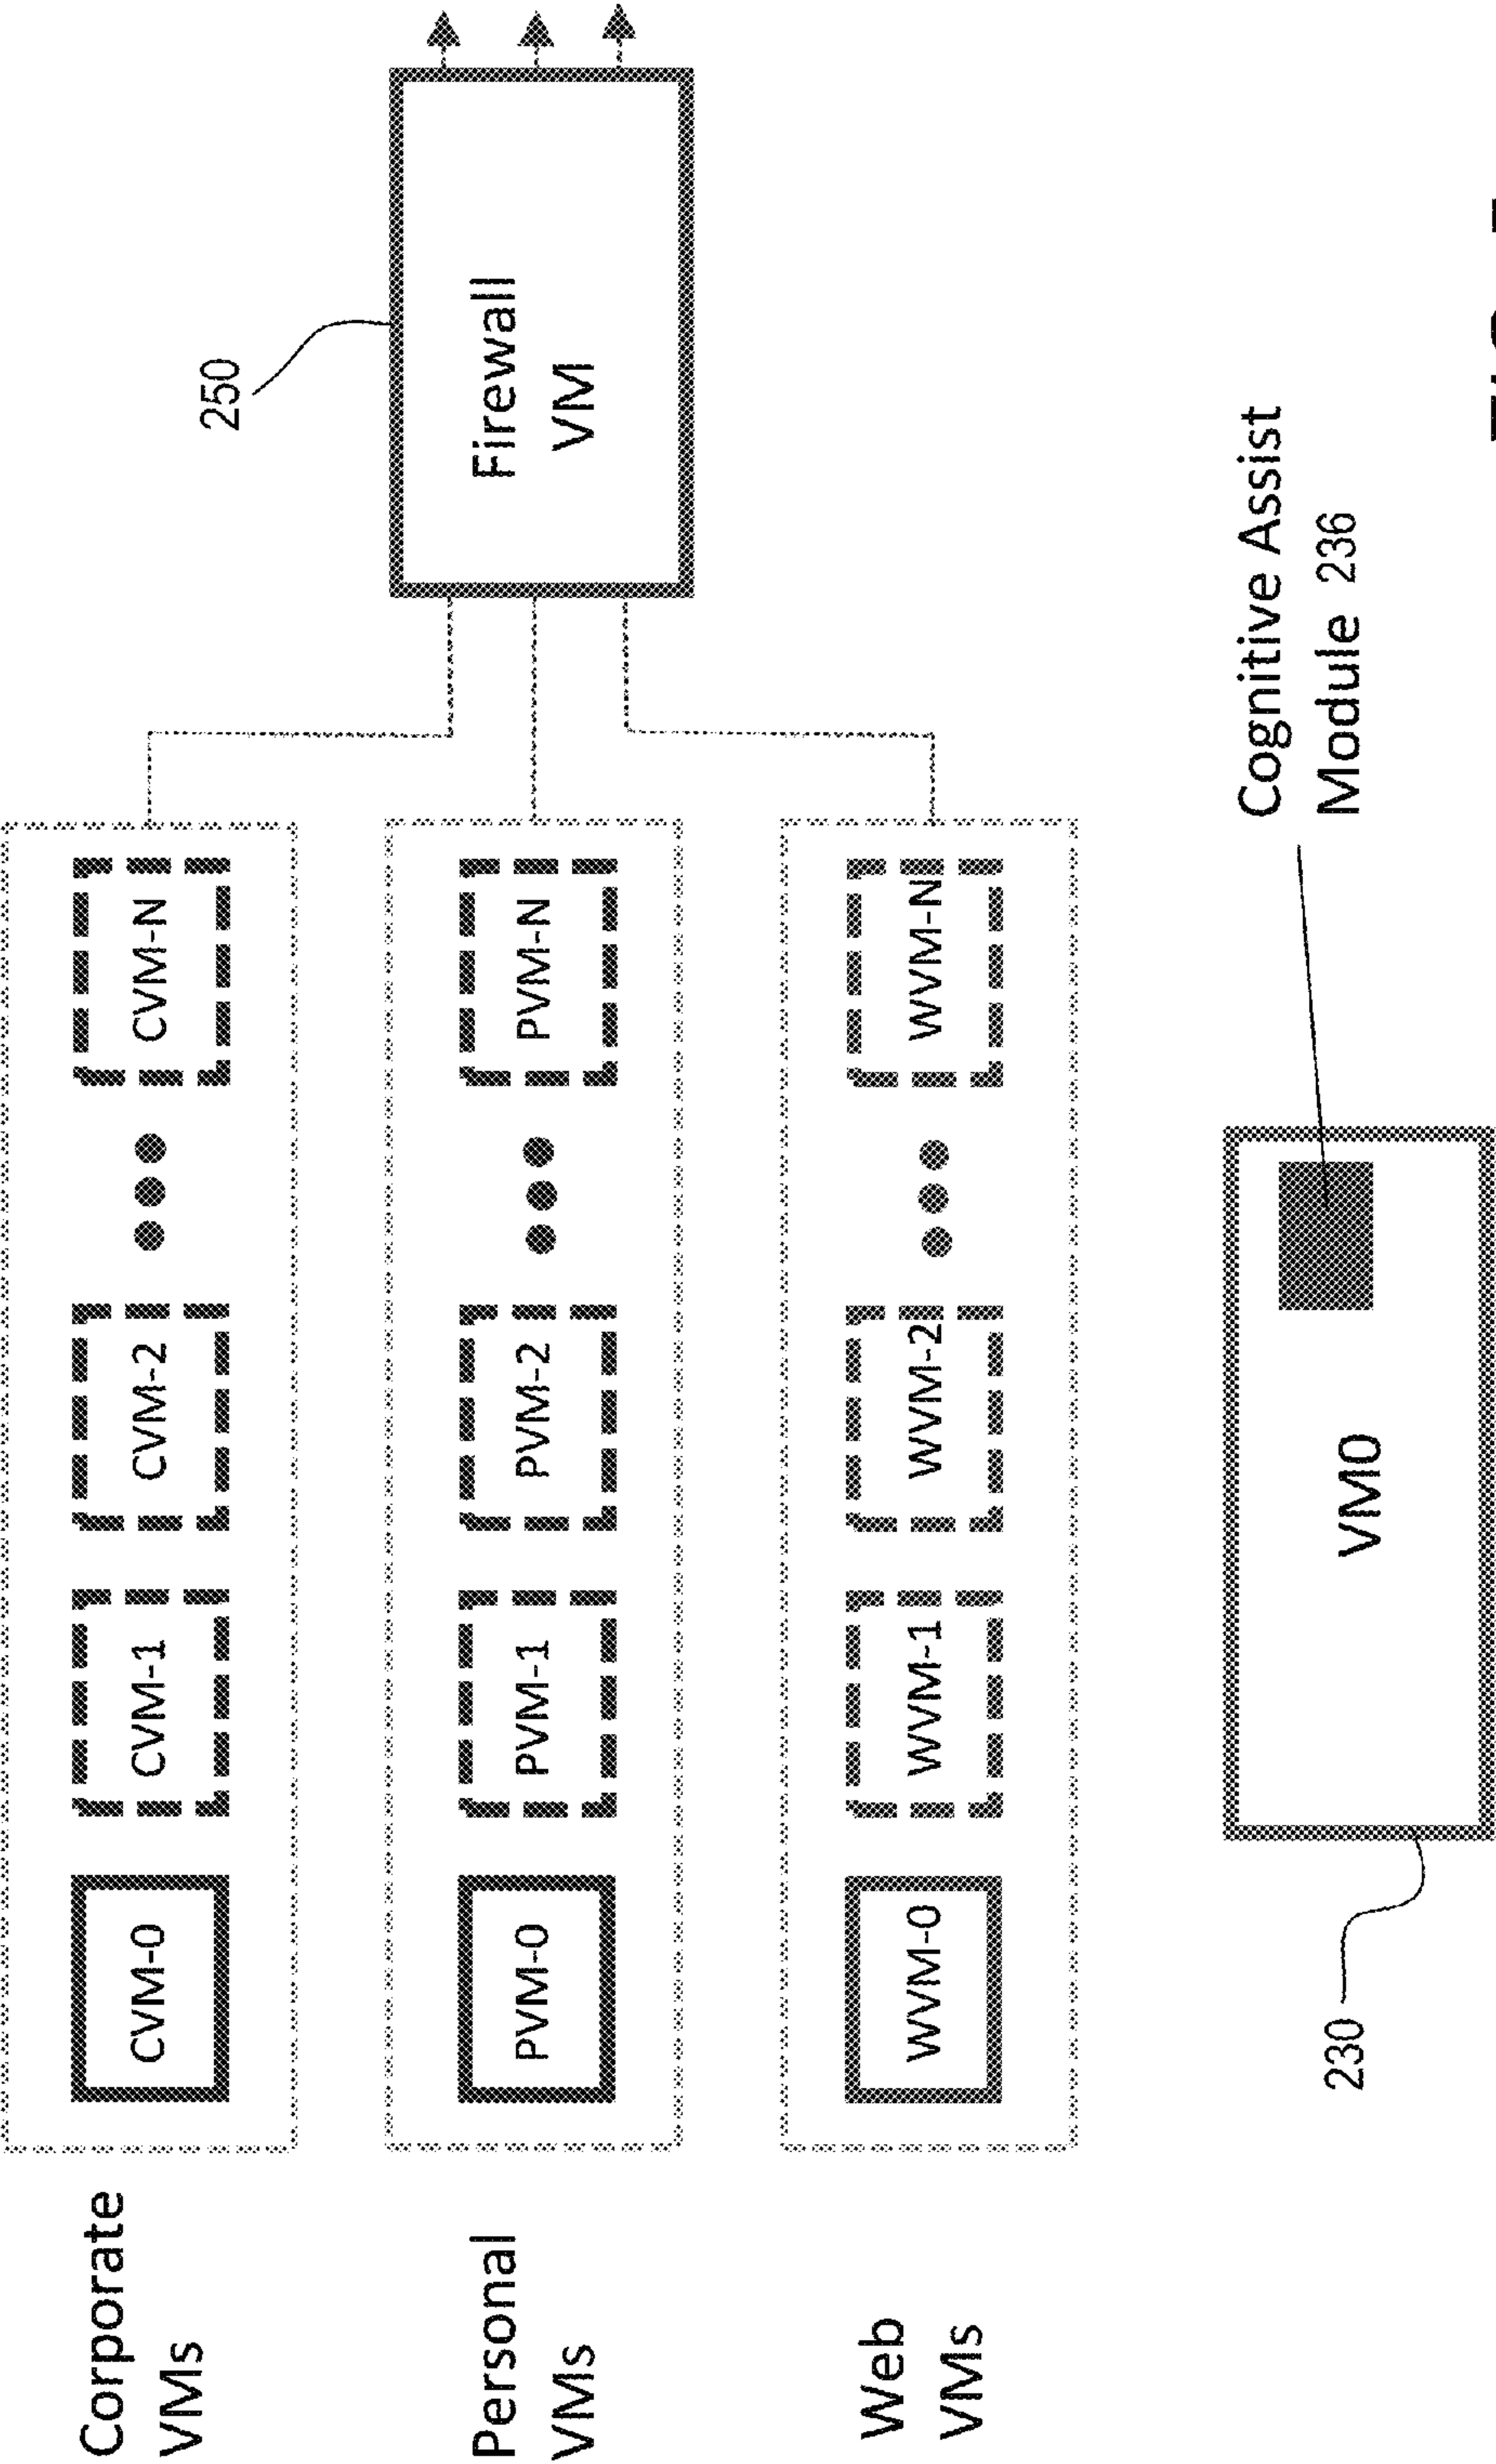 Corporate
VMs
CVM-0
CVM-1
CVM-2
CVM-N
250
Personal
VMs
PVM-0
PVM-1
PVM-2
PVM-N
Firewall
VM
Web
VMs
WVM-0
WVM-1
WVM-2
WVM-N
230
VM0
Cognitive Assist
Module 236